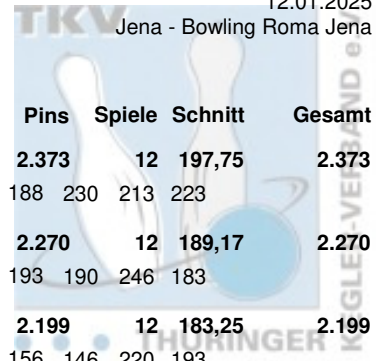 12.01.2025
TKV
Jena - Bowling Roma Jena
Pins Spiele Schnitt Gesamt
2.373 12 197,75 2.373
188 230 213 223
2.270 12 189,17 2.270
193 190 246 183
2.199 12 183,25 2.199
THÜRINGER KEGLER-VERBAND e V
156 146 220 193